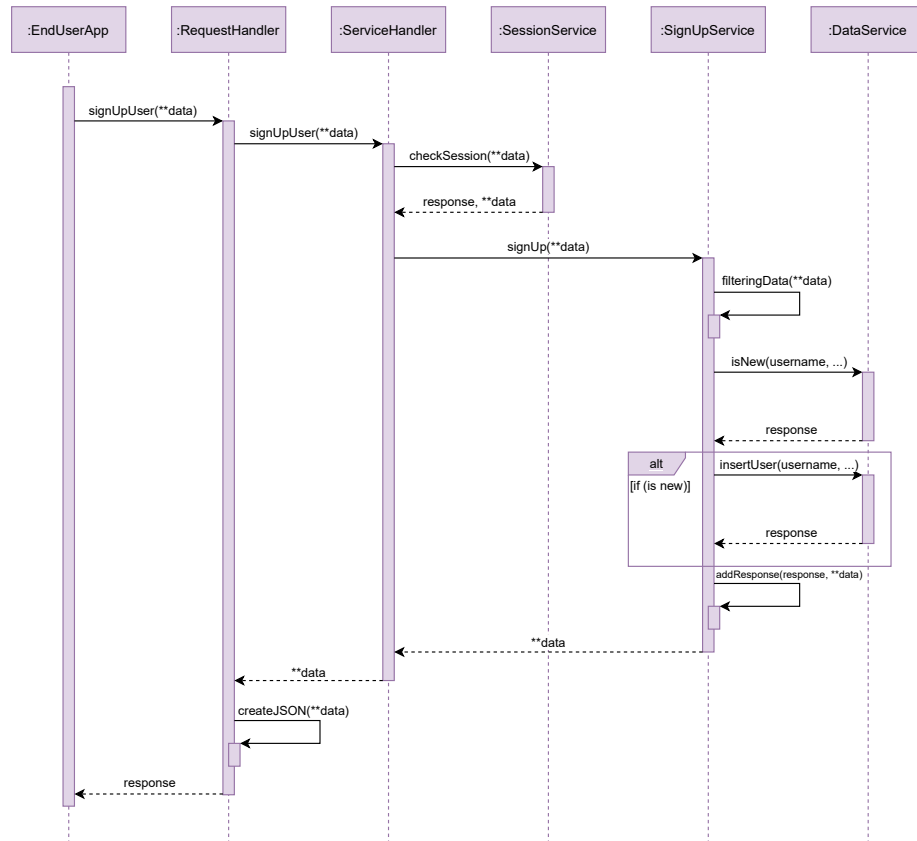 :EndUserApp
:RequestHandler
:ServiceHandler
:SessionService
:SignUpService
:DataService
signUpUser(**data)
signUpUser(**data)
checkSession(**data)
response, **data
signUp(**data)
filteringData(**data)
isNew(username, ...)
response
alt
insertUser(username, ...)
[if (is new)]
response
addResponse(response, **data)
**data
**data
createJSON(**data)
response